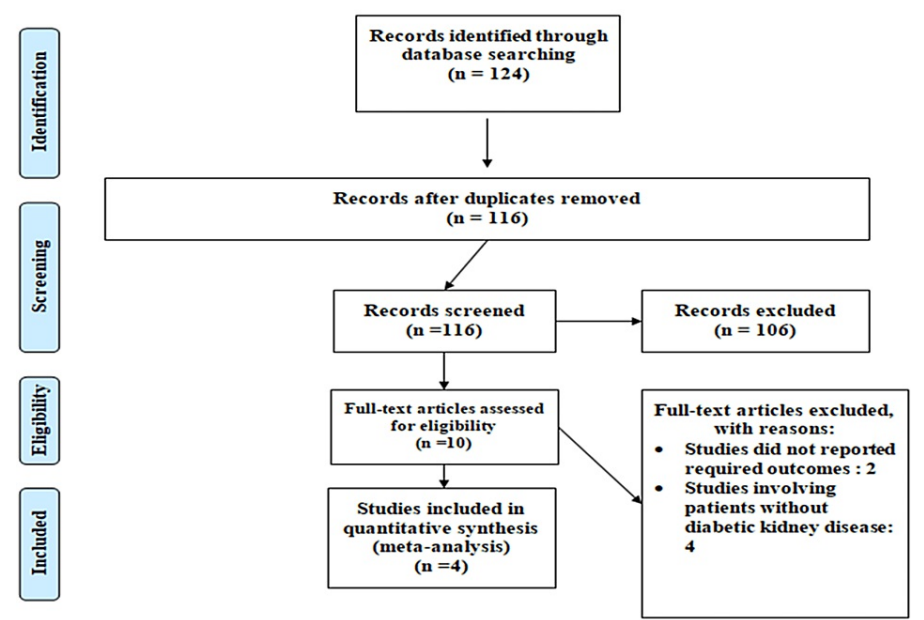 Identification
Records identified through
database searching
(n = 124)
Records after duplicates removed
(n = 116)
Screening
Records screened
(n =116)
Records excluded
(n = 106)
Eligibility
Full-text articles assessed
for eligibility
(n =10)
Full-text articles excluded,
with reasons:
• Studies did not reported
required outcomes : 2
• Studies involving
patients without
diabetic kidney disease:
4
Included
Studies included in
quantitative synthesis
(meta-analysis)
(n =4)